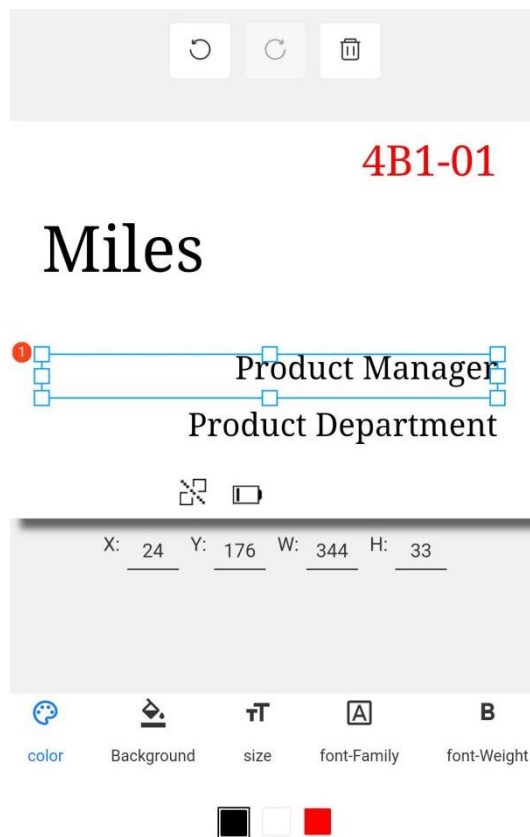 4B1-01
Miles
1
Product Manager
Product Department
X: 24 Y: 176 W: 344 H: 33
color Background size font-Family font-Weight